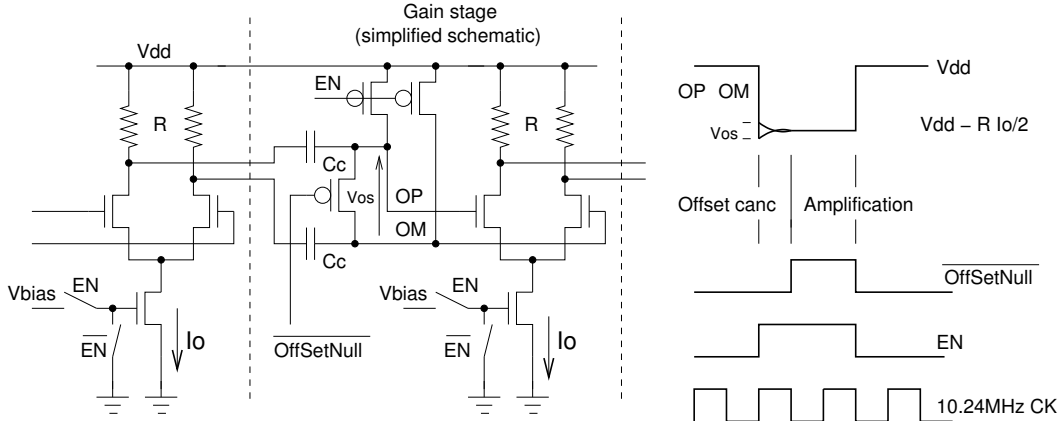 Gain stage
(simplified schematic)
Vdd
EN
R
R
Cc
Vos
OP
OM
Cc
Vbias
EN
EN
Io
OffSetNull
Vbias
EN
EN
Io
Vdd
OP OM
Vos
Vdd − R Io/2
Offset canc
Amplification
OffSetNull
EN
10.24MHz CK